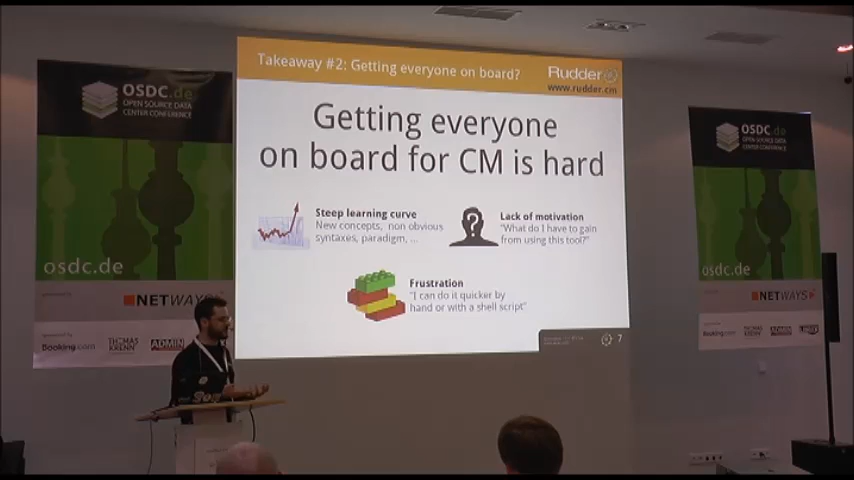 OSDC.de
OPEN SOURCE DATA
CENTER CONFERENCE
osdc.de
NETWAYS
Booking.com
THOMAS
KRENN
ADMIN
Takeaway #2: Getting everyone on board?
Rudder
www.rudder.cm
Getting everyone
on board for CM is hard
Steep learning curve
New concepts, non obvious
syntaxes, paradigm, ...
Lack of motivation
"What do I have to gain
from using this tool?"
Frustration
"I can do it quicker by
hand or with a shell script"
7
OSDC.de
OPEN SOURCE DATA
CENTER CONFERENCE
osdc.de
NETWAYS
Booking.com
THOMAS
KRENN
ADMIN